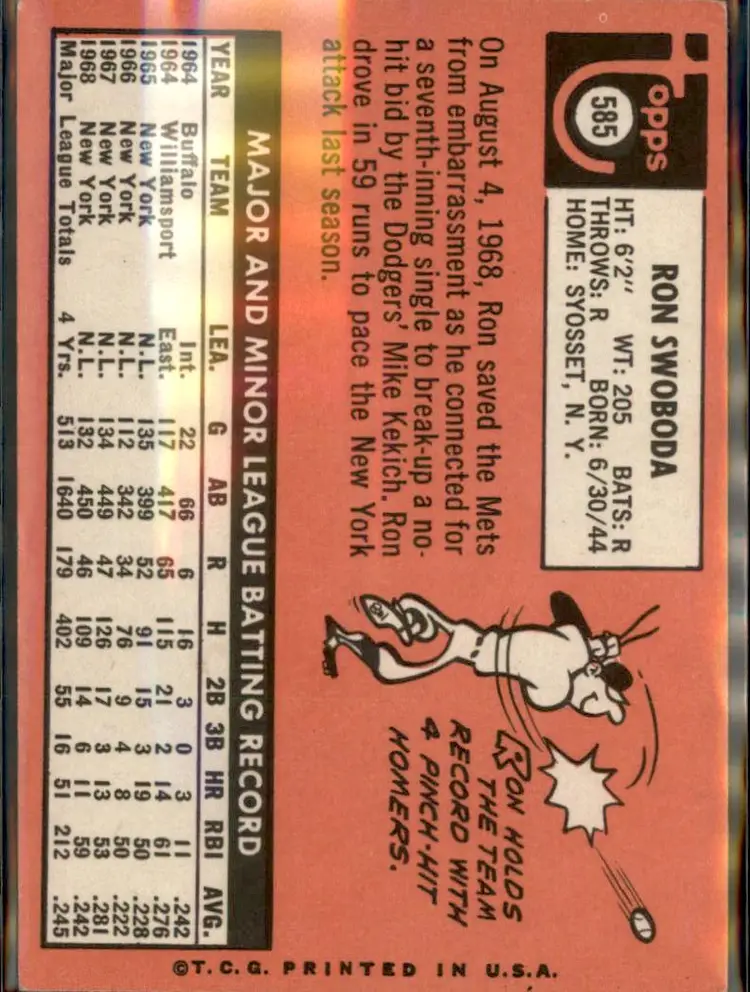 Topps
585
RON SWOBODA
HT: 6'2" WT: 205 BATS: R
THROWS: R BORN: 6/30/44
HOME: SYOSSET, N. Y.
On August 4, 1968, Ron saved the Mets
from embarrassment as he connected for
a seventh-inning single to break-up a no-
hit bid by the Dodgers' Mike Kekich. Ron
drove in 59 runs to pace the New York
attack last season.
RON HOLDS
THE TEAM
RECORD WITH
4 PINCH-HIT
HOMERS.
MAJOR AND MINOR LEAGUE BATTING RECORD
YEAR TEAM LEA. G AB R H 2B 3B HR RBI AVG.
1964 Buffalo Int. 22 66 6 16 3 0 3 11 .242
1964 Williamsport East. 117 417 65 115 21 2 14 61 .276
1965 New York N.L. 135 399 52 91 15 3 19 50 .228
1966 New York N.L. 112 342 34 76 9 4 8 50 .222
1967 New York N.L. 134 449 47 126 17 3 13 53 .281
1968 New York N.L. 132 450 46 109 14 6 11 59 .242
Major League Totals 4 Yrs. 513 1640 179 402 55 16 51 212 .245
©T.C.G. PRINTED IN U.S.A.